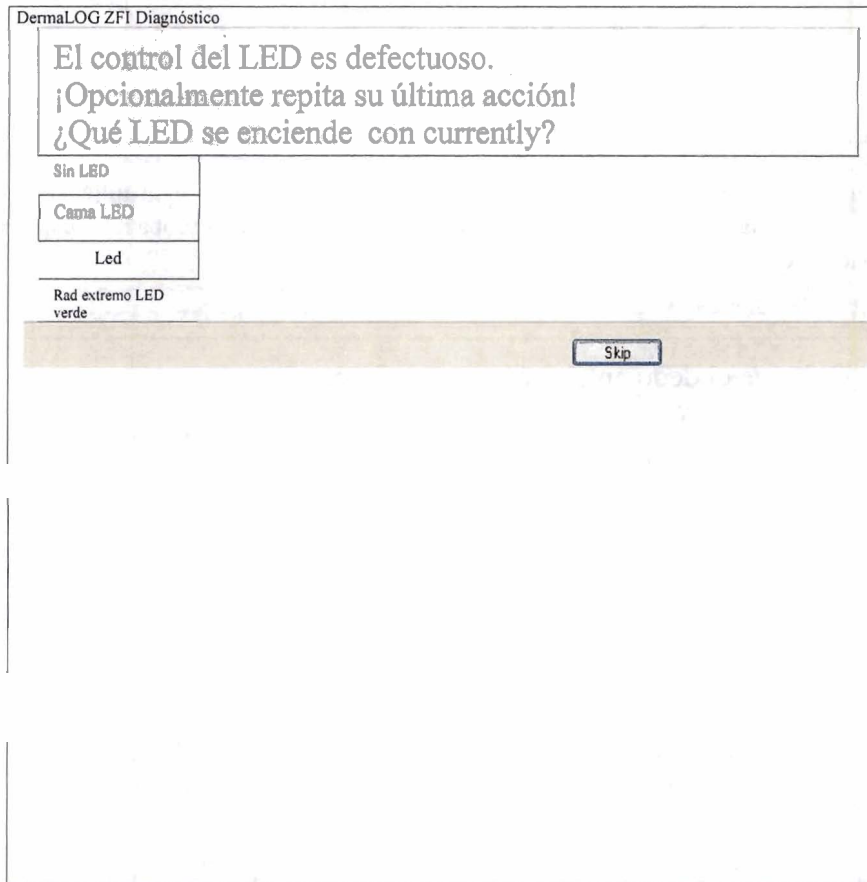 DermaLOG ZFI Diagnóstico
El control del LED es defectuoso.
¡Opcionalmente repita su última acción!
¿Qué LED se enciende con currently?
Sin LED
Cama LED
Led
Rad extremo LED
verde
Skip